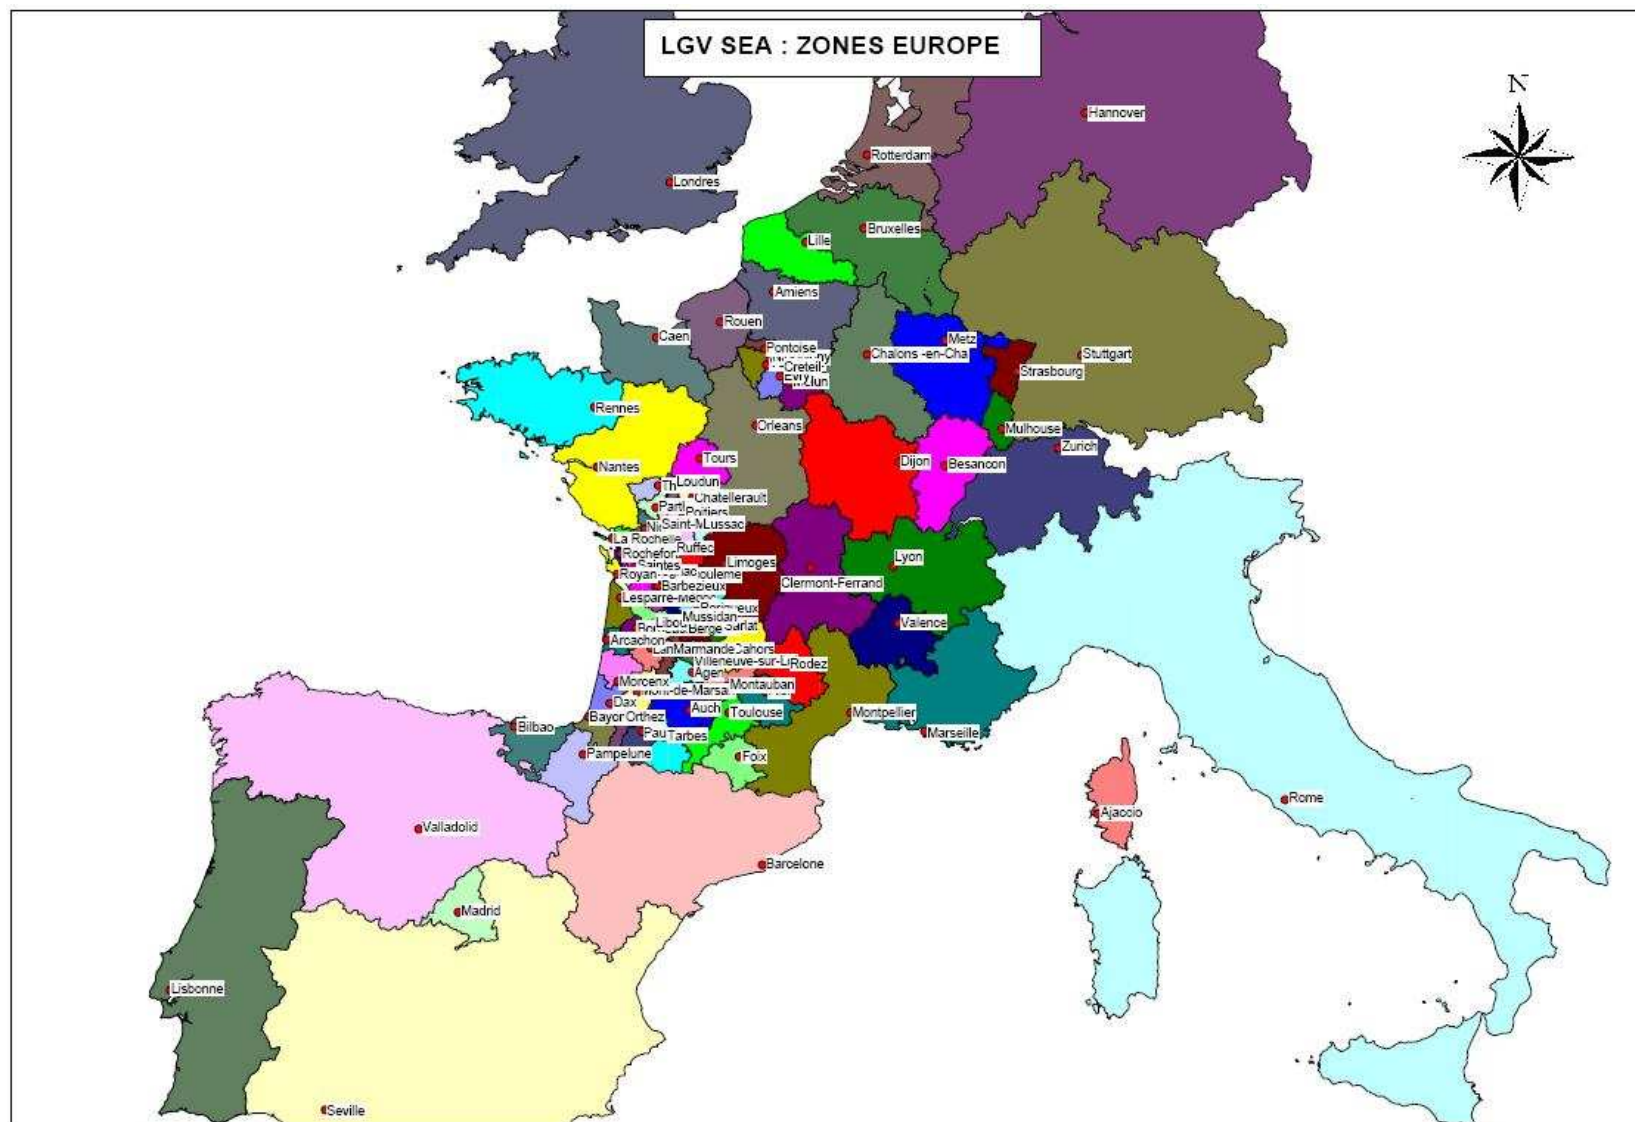 LGV SEA : ZONES EUROPE
N
Hannover
Rotterdam
Londres
Bruxelles
Lille
Amiens
Rouen
Caen
Metz
Pontoise
Chalons -en-Cha
Stuttgart
Creteil
Strasbourg
Rennes
Orleans
Mulhouse
Zurich
Tours
Dijon
Besancon
Nantes
Loudun
Chatellerault
Poitiers
Lussac
La Rochelle
Ruffec
Rochefor
Saintes
Limoges
Lyon
Royan
Barbezieux
Clermont-Ferrand
Mussidan
Valence
Arcachon
Marmande
Cahors
Villeneuve-sur-L
Rodez
Agen
Morcenx
Montauban
Dax
Auch
Toulouse
Montpellier
Bayon
Orthez
Bilbao
Pau
Tarbes
Marseille
Pampelune
Foix
Rome
Ajaccio
Valladolid
Barcelone
Madrid
Lisbonne
Seville